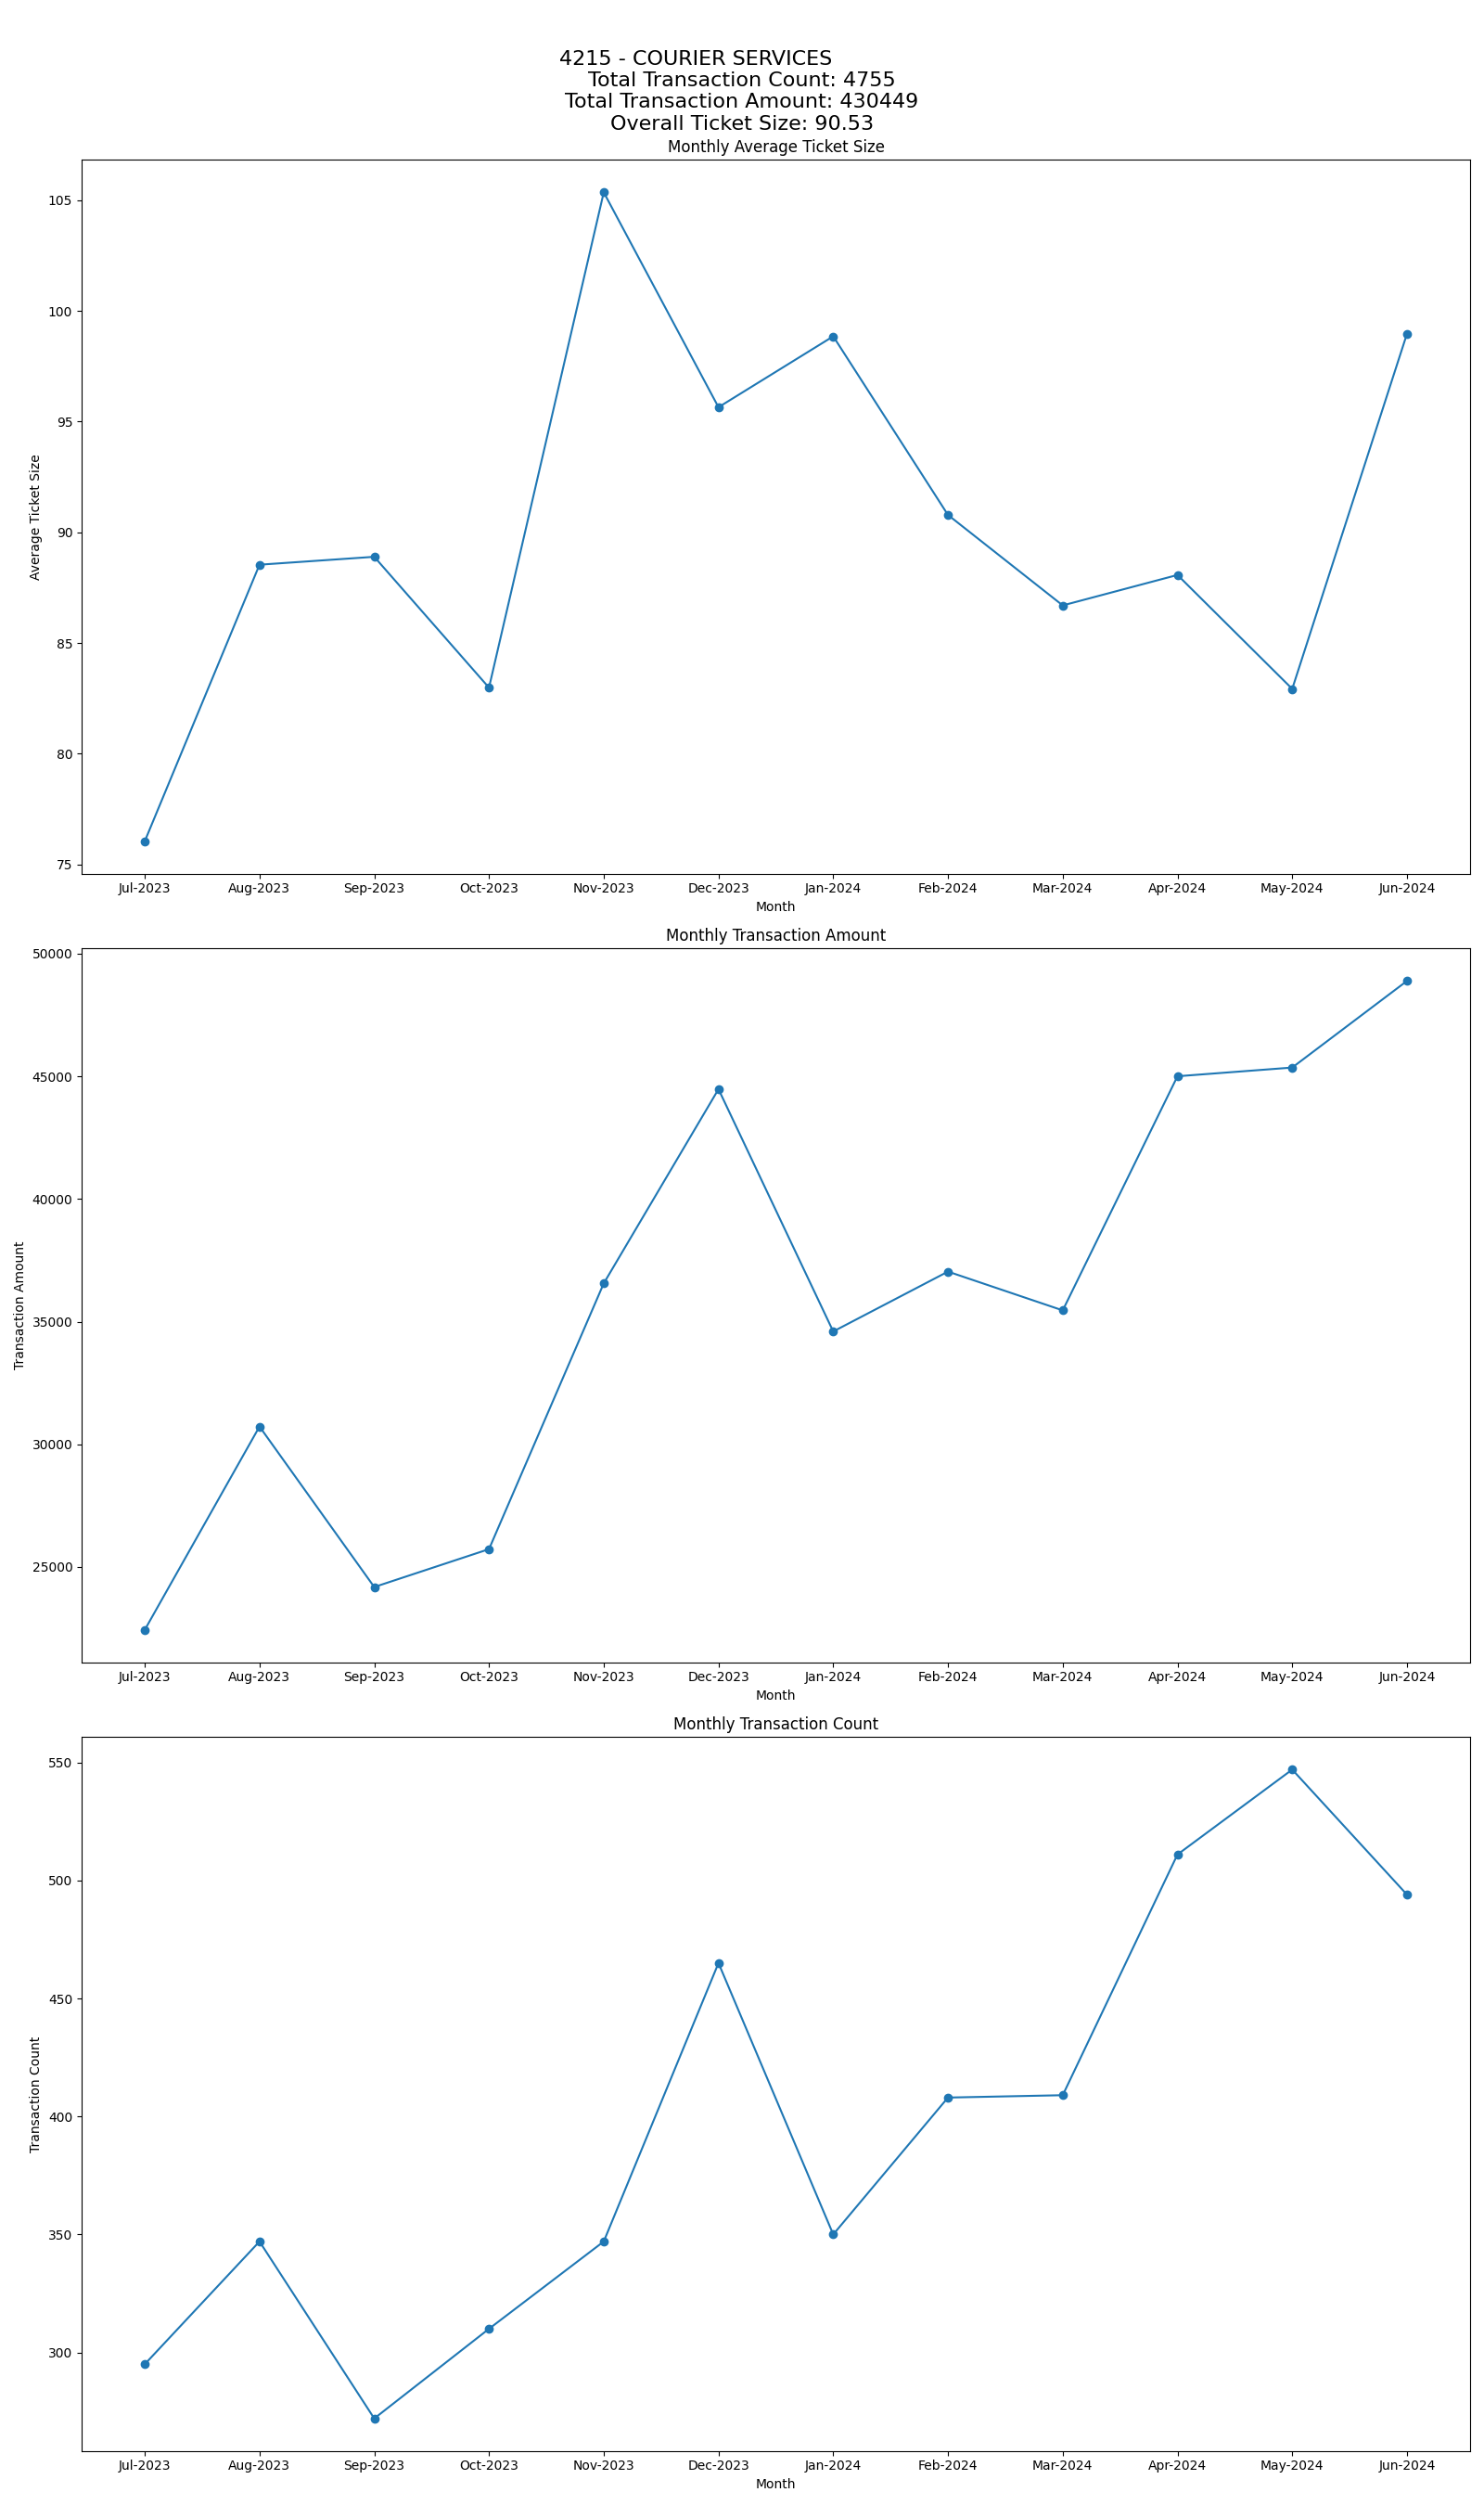 4215 - COURIER SERVICES
Total Transaction Count: 4755
Total Transaction Amount: 430449
Overall Ticket Size: 90.53
Monthly Average Ticket Size
105
100
95
90
85
80
75
Average Ticket Size
Jul-2023 Aug-2023 Sep-2023 Oct-2023 Nov-2023 Dec-2023 Jan-2024 Feb-2024 Mar-2024 Apr-2024 May-2024 Jun-2024
Month
Monthly Transaction Amount
50000
45000
40000
35000
30000
25000
Transaction Amount
Jul-2023 Aug-2023 Sep-2023 Oct-2023 Nov-2023 Dec-2023 Jan-2024 Feb-2024 Mar-2024 Apr-2024 May-2024 Jun-2024
Month
Monthly Transaction Count
550
500
450
400
350
300
Transaction Count
Jul-2023 Aug-2023 Sep-2023 Oct-2023 Nov-2023 Dec-2023 Jan-2024 Feb-2024 Mar-2024 Apr-2024 May-2024 Jun-2024
Month